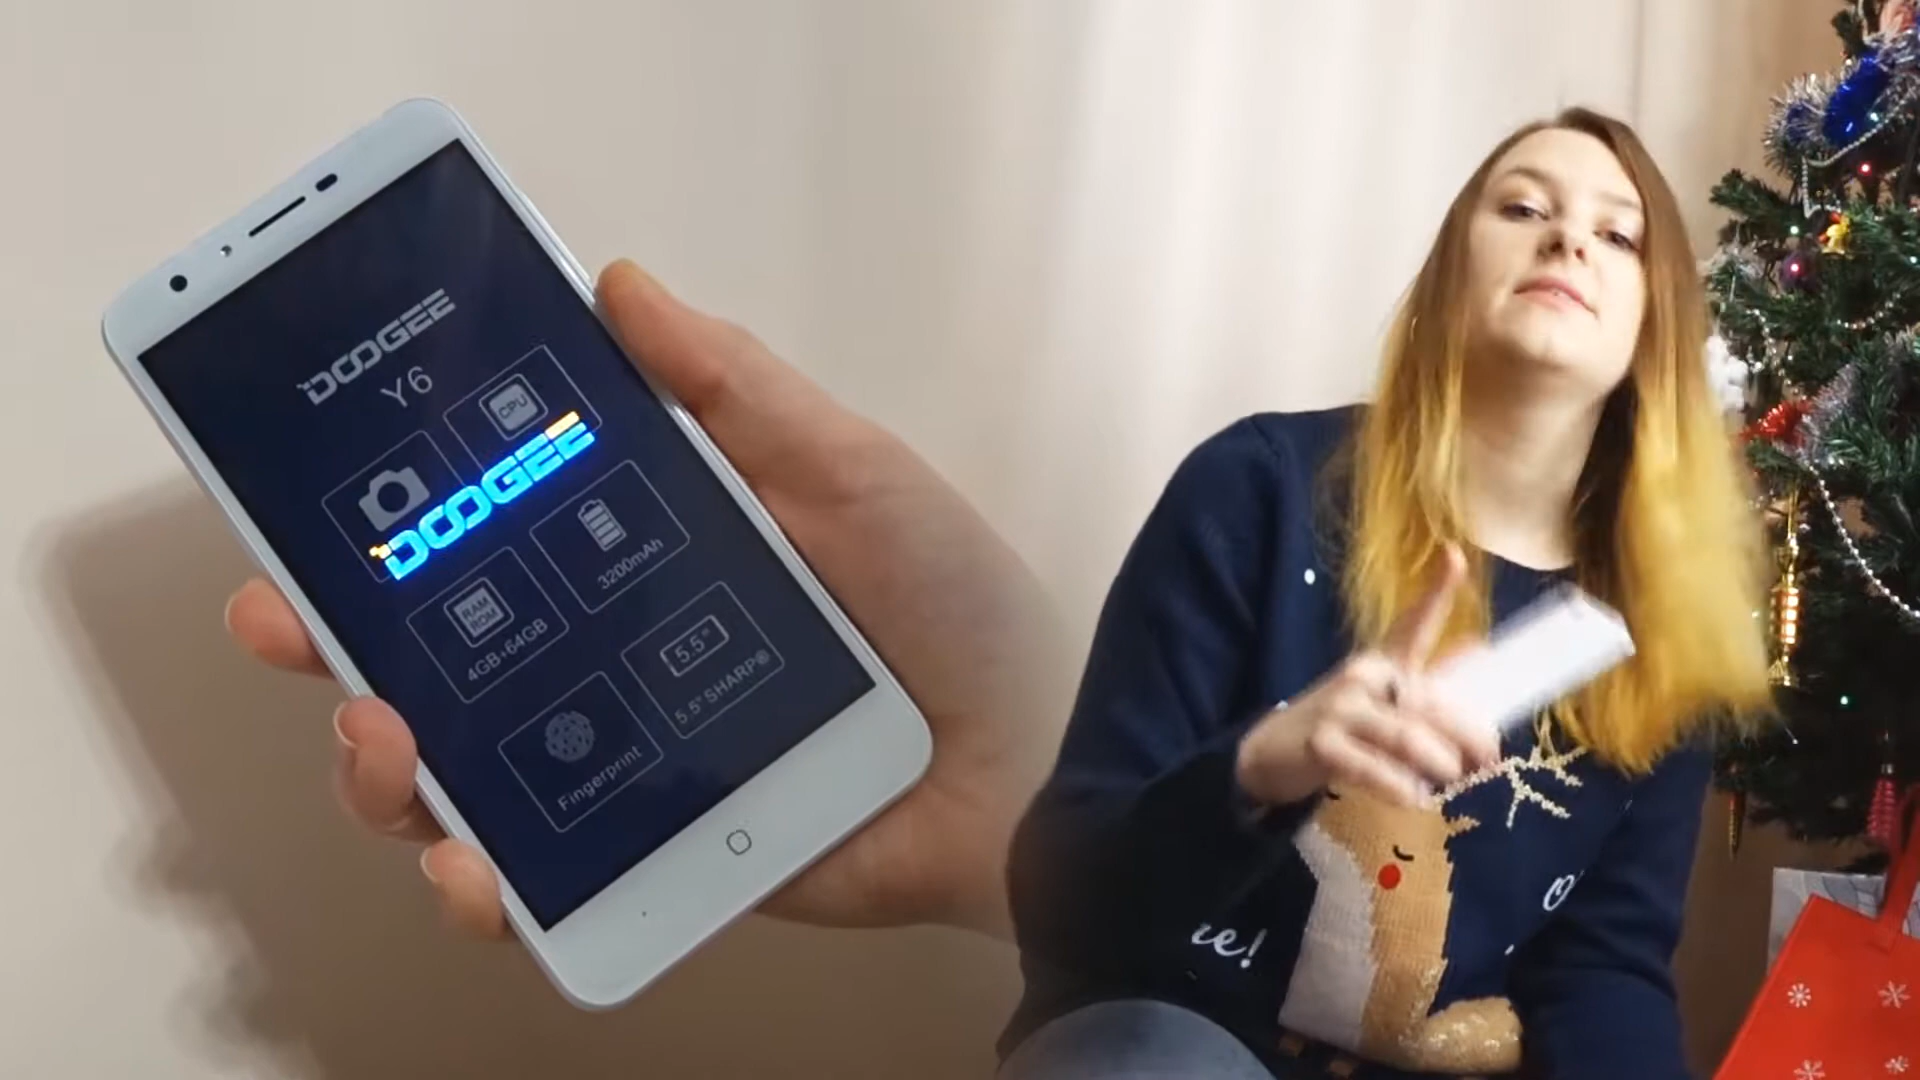 DOOGEE
Y6
CPU
DOOGEE
RAM
ROM
4GB+64GB
3200mAh
5.5"
5.5" SHARP®
Fingerprint